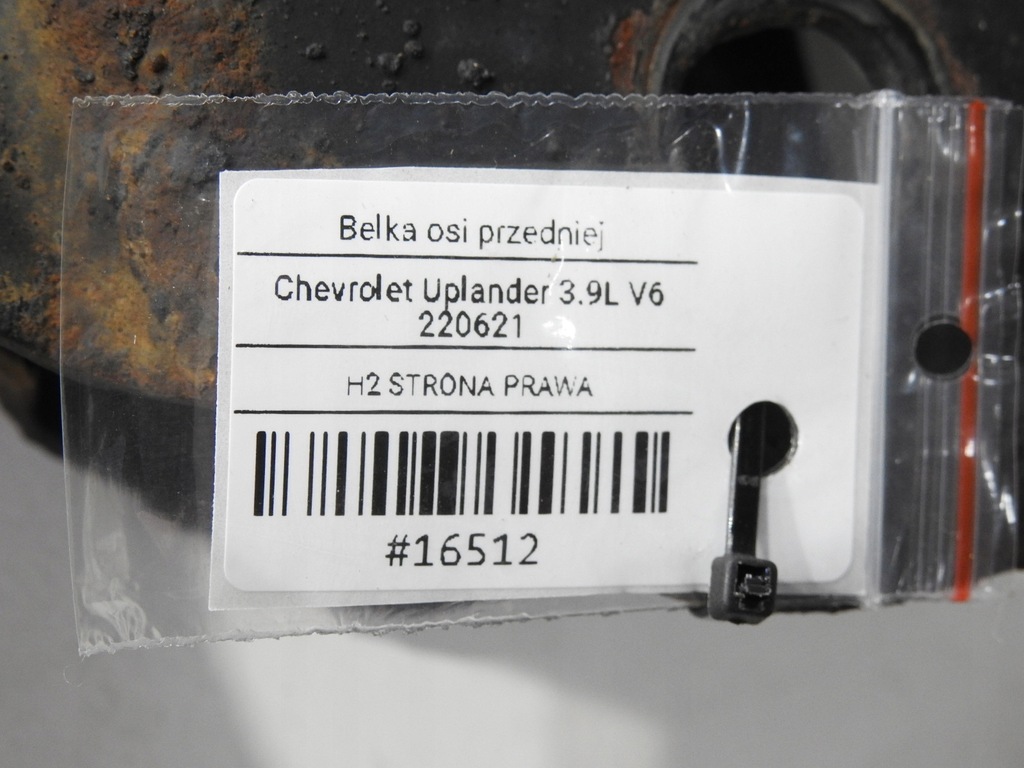 Belka osi przedniej
Chevrolet Uplander 3.9L V6
220621
H2 STRONA PRAWA
#16512